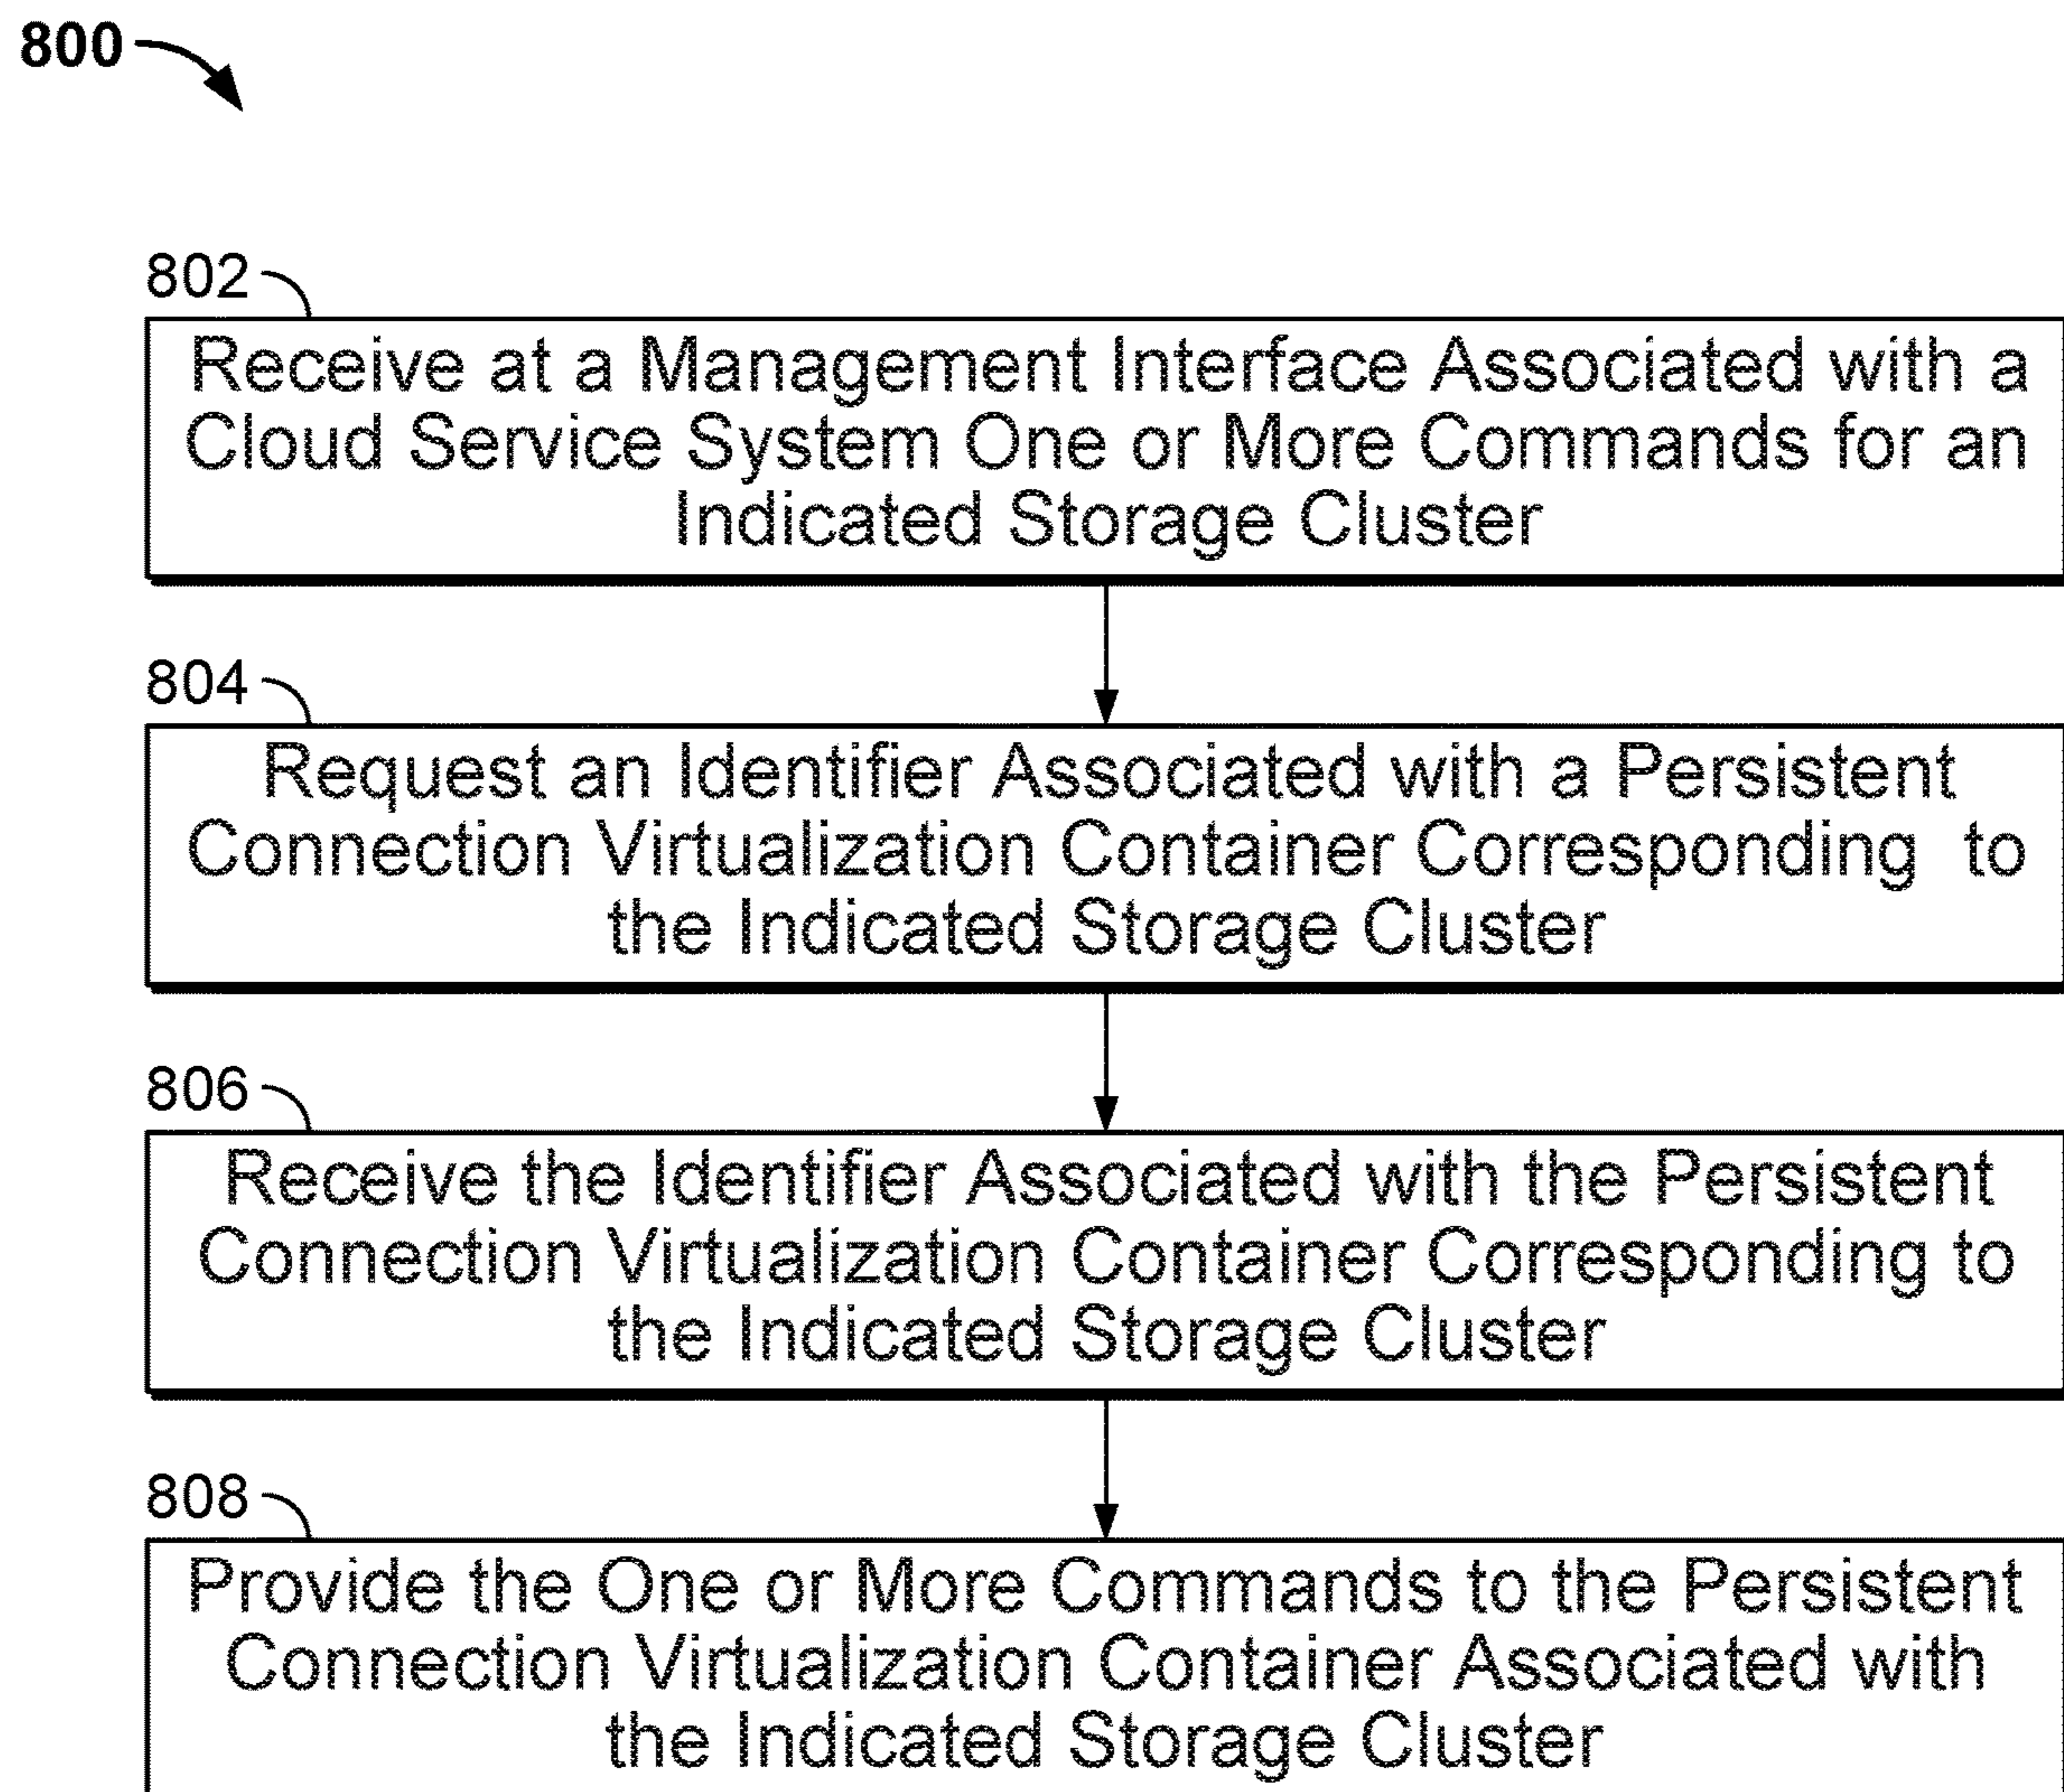 800
802
Receive at a Management Interface Associated with a
Cloud Service System One or More Commands for an
Indicated Storage Cluster
804
Request an Identifier Associated with a Persistent
Connection Virtualization Container Corresponding to
the Indicated Storage Cluster
806
Receive the Identifier Associated with the Persistent
Connection Virtualization Container Corresponding to
the Indicated Storage Cluster
808
Provide the One or More Commands to the Persistent
Connection Virtualization Container Associated with
the Indicated Storage Cluster